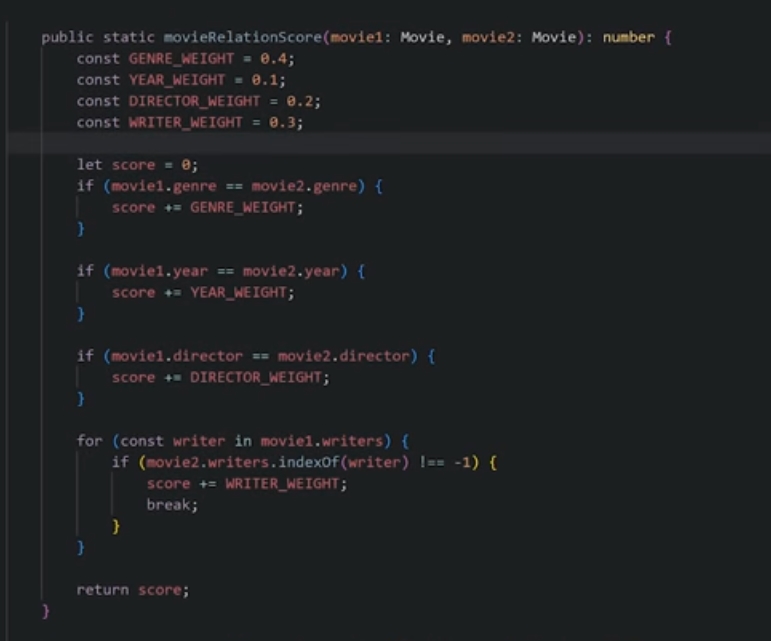 public static movieRelationScore(movie1: Movie, movie2: Movie): number {
    const GENRE_WEIGHT = 0.4;
    const YEAR_WEIGHT = 0.1;
    const DIRECTOR_WEIGHT = 0.2;
    const WRITER_WEIGHT = 0.3;

    let score = 0;
    if (movie1.genre == movie2.genre) {
        score += GENRE_WEIGHT;
    }

    if (movie1.year == movie2.year) {
        score += YEAR_WEIGHT;
    }

    if (movie1.director == movie2.director) {
        score += DIRECTOR_WEIGHT;
    }

    for (const writer in movie1.writers) {
        if (movie2.writers.indexOf(writer) !== -1) {
            score += WRITER_WEIGHT;
            break;
        }
    }

    return score;
}